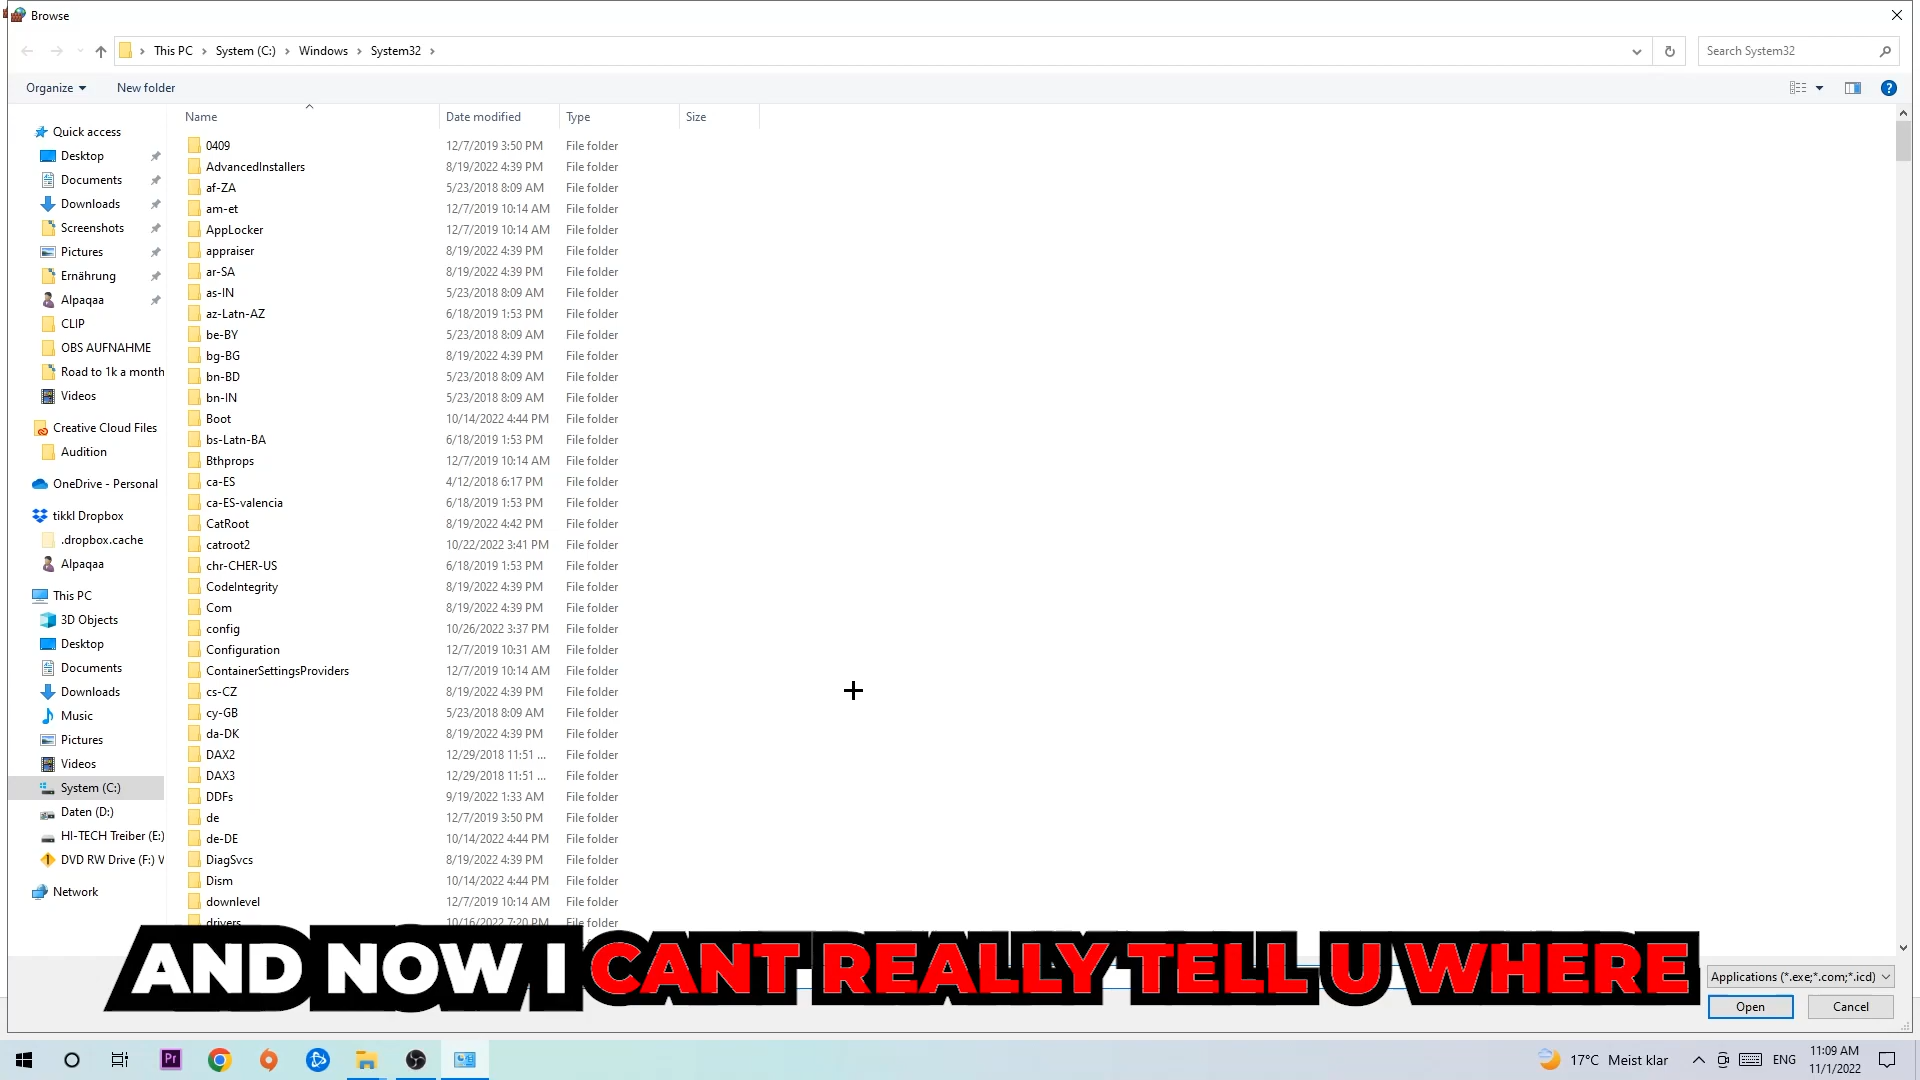 Browse
This PC > System (C:) > Windows > System32 >
Search System32
Organize
New folder
Name
Date modified
Type
Size
Quick access
Desktop
Documents
Downloads
Screenshots
Pictures
Ernährung
Alpaqaa
CLIP
OBS AUFNAHME
Road to 1k a month
Videos
Creative Cloud Files
Audition
OneDrive - Personal
tikkl Dropbox
.dropbox.cache
Alpaqaa
This PC
3D Objects
Desktop
Documents
Downloads
Music
Pictures
Videos
System (C:)
Daten (D:)
HI-TECH Treiber (E:)
DVD RW Drive (F:) V
Network
0409 12/7/2019 3:50 PM File folder
AdvancedInstallers 8/19/2022 4:39 PM File folder
af-ZA 5/23/2018 8:09 AM File folder
am-et 12/7/2019 10:14 AM File folder
AppLocker 12/7/2019 10:14 AM File folder
appraiser 8/19/2022 4:39 PM File folder
ar-SA 8/19/2022 4:39 PM File folder
as-IN 5/23/2018 8:09 AM File folder
az-Latn-AZ 6/18/2019 1:53 PM File folder
be-BY 5/23/2018 8:09 AM File folder
bg-BG 8/19/2022 4:39 PM File folder
bn-BD 5/23/2018 8:09 AM File folder
bn-IN 5/23/2018 8:09 AM File folder
Boot 10/14/2022 4:44 PM File folder
bs-Latn-BA 6/18/2019 1:53 PM File folder
Bthprops 12/7/2019 10:14 AM File folder
ca-ES 4/12/2018 6:17 PM File folder
ca-ES-valencia 6/18/2019 1:53 PM File folder
CatRoot 8/19/2022 4:42 PM File folder
catroot2 10/22/2022 3:41 PM File folder
chr-CHER-US 6/18/2019 1:53 PM File folder
CodeIntegrity 8/19/2022 4:39 PM File folder
Com 8/19/2022 4:39 PM File folder
config 10/26/2022 3:37 PM File folder
Configuration 12/7/2019 10:31 AM File folder
ContainerSettingsProviders 12/7/2019 10:14 AM File folder
cs-CZ 8/19/2022 4:39 PM File folder
cy-GB 5/23/2018 8:09 AM File folder
da-DK 8/19/2022 4:39 PM File folder
DAX2 12/29/2018 11:51 ... File folder
DAX3 12/29/2018 11:51 ... File folder
DDFs 9/19/2022 1:33 AM File folder
de 12/7/2019 3:50 PM File folder
de-DE 10/14/2022 4:44 PM File folder
DiagSvcs 8/19/2022 4:39 PM File folder
Dism 10/14/2022 4:44 PM File folder
downlevel 12/7/2019 10:14 AM File folder
drivers 10/16/2022 7:20 PM File folder
AND NOW I CANT REALLY TELL U WHERE
Applications (*.exe;*.com;*.icd)
Open
Cancel
Pr
17°C Meist klar
ENG
11:09 AM
11/1/2022